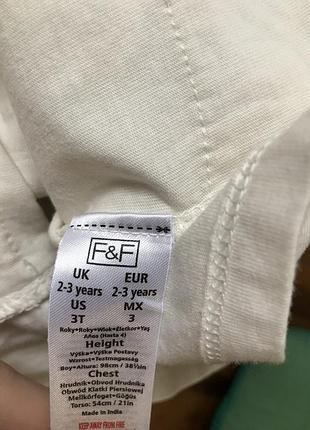 F&F
UK EUR
2-3 years 2-3 years
US MX
3T 3
Roky•Roky•Wiek•Életkor•Yaş
Años (Hasta 4)
Height
Výška•Výška Postavy
Wzrost•Testmagasság
Boy•Altura: 98cm / 38½in
Chest
Hrudník•Obvod Hrudníka
Obwód Klatki Piersiowej
Mellkörfogat•Göğüs
Torso: 54cm / 21in
Made in India
KEEP AWAY FROM FIRE